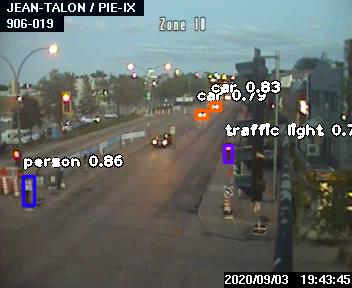 JEAN-TALON / PIE-IX
906-019
Zone 10
car 0.83
car 0.79
traffic light 0.7
person 0.86
2020/09/03 19:43:45